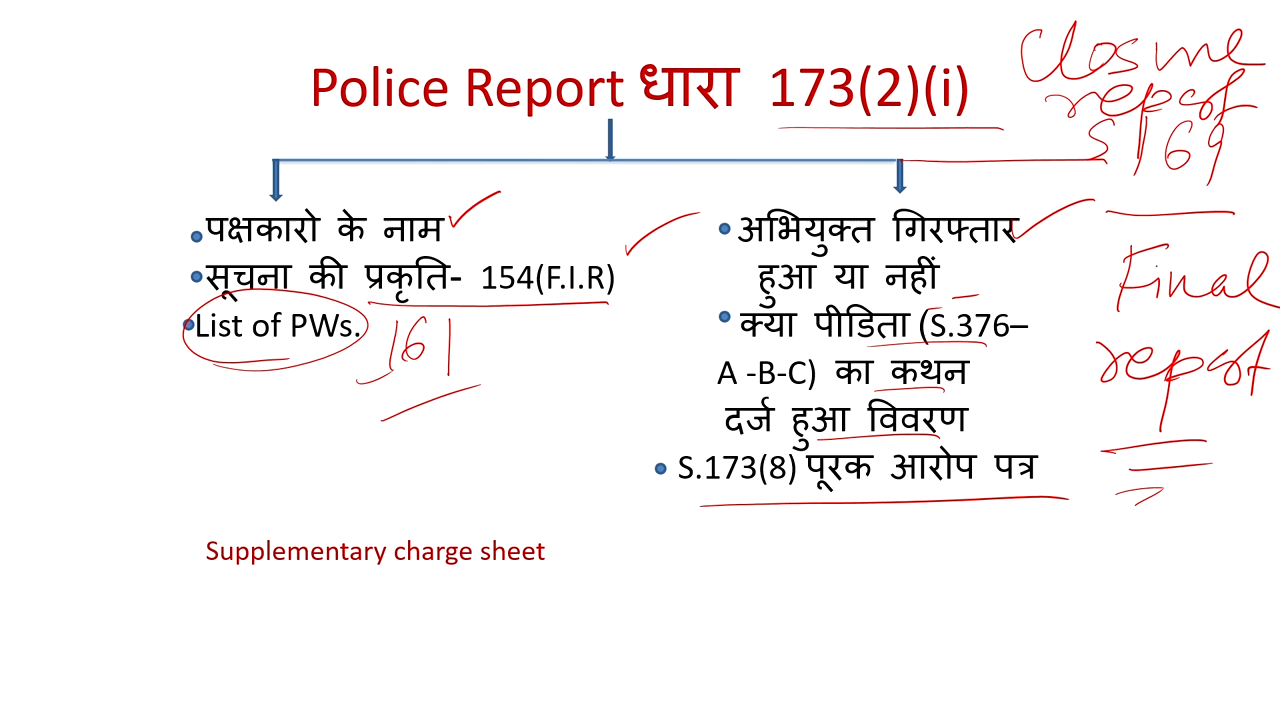 Police Report धारा 173(2)(i)
Closure
report
S 169
पक्षकारो के नाम
सूचना की प्रकृति- 154(F.I.R)
List of PWs.
161
अभियुक्त गिरफ्तार
हुआ या नहीं
क्या पीडिता (S.376–
A -B-C) का कथन
दर्ज हुआ विवरण
S.173(8) पूरक आरोप पत्र
Final
report
Supplementary charge sheet